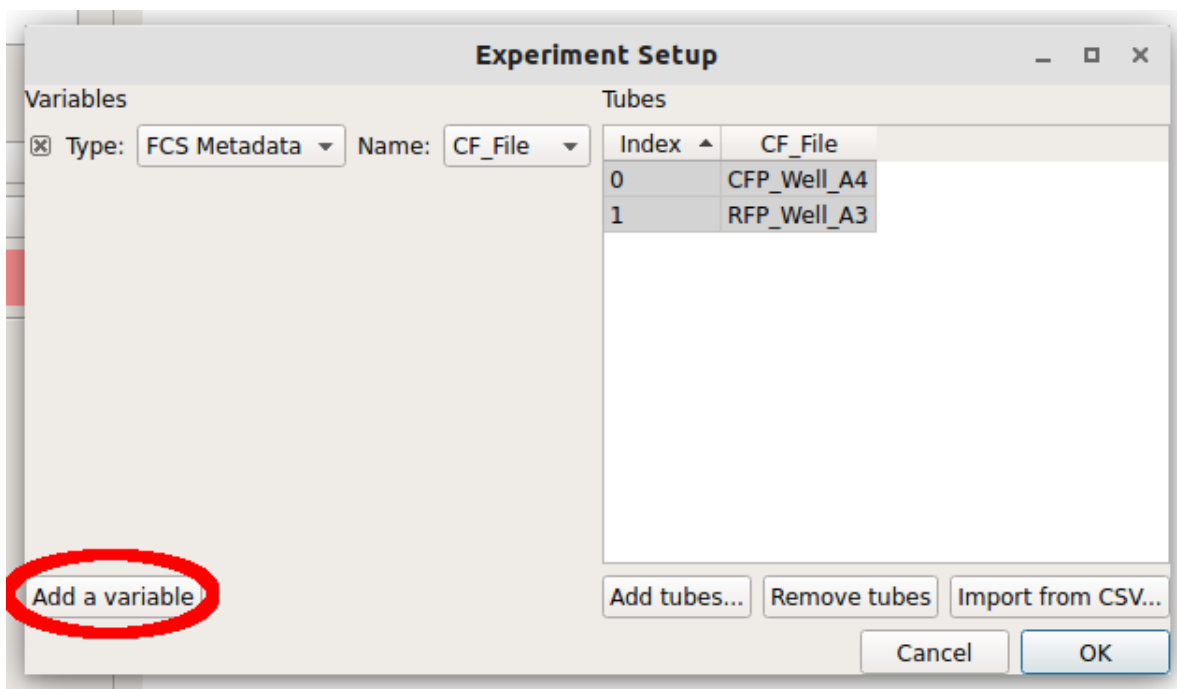 Experiment Setup
Variables
Tubes
Type: FCS Metadata Name: CF_File
Index CF_File
0 CFP_Well_A4
1 RFP_Well_A3
Add a variable
Add tubes... Remove tubes Import from CSV...
Cancel OK